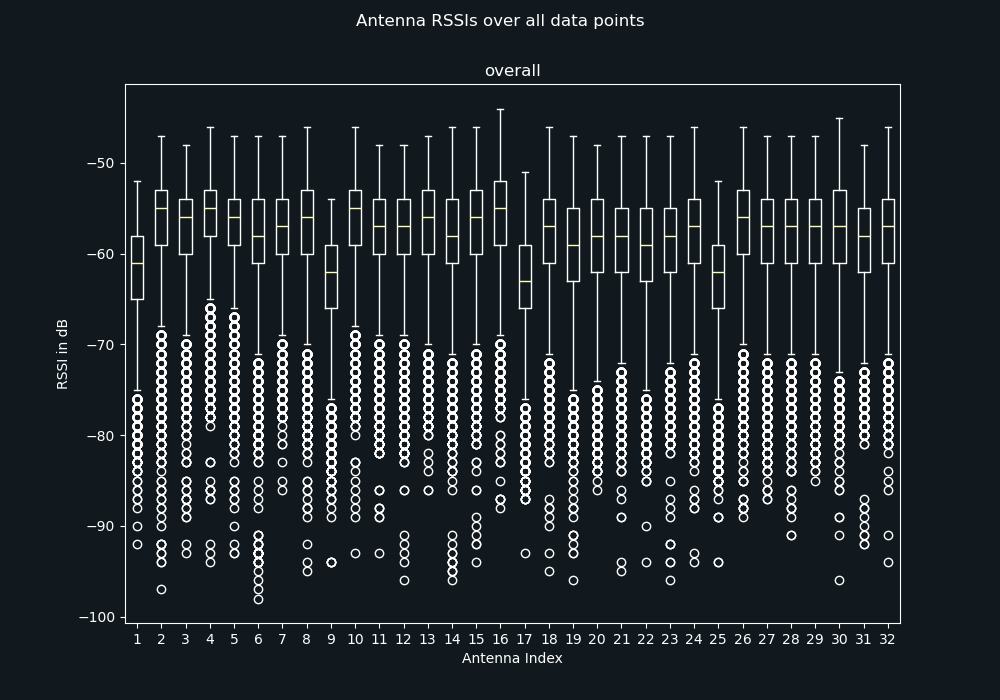 Antenna RSSIs over all data points
overall
RSSI in dB
−50
−60
−70
−80
−90
−100
1 2 3 4 5 6 7 8 9 10 11 12 13 14 15 16 17 18 19 20 21 22 23 24 25 26 27 28 29 30 31 32
Antenna Index